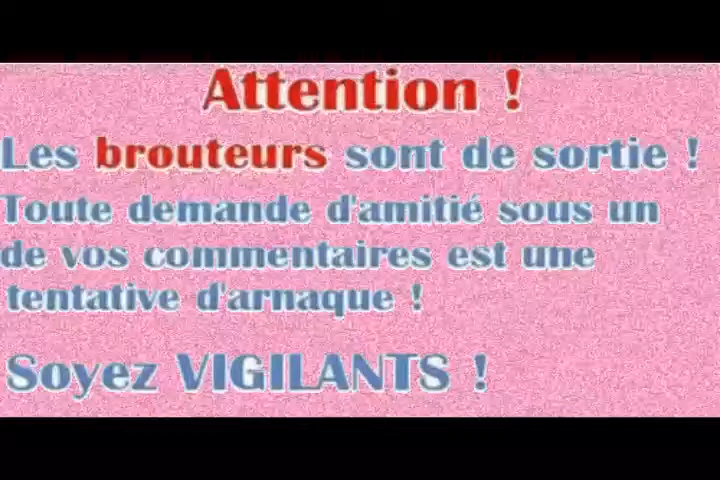 Attention !
Les brouteurs sont de sortie !
Toute demande d'amitié sous un
de vos commentaires est une
tentative d'arnaque !
Soyez VIGILANTS !